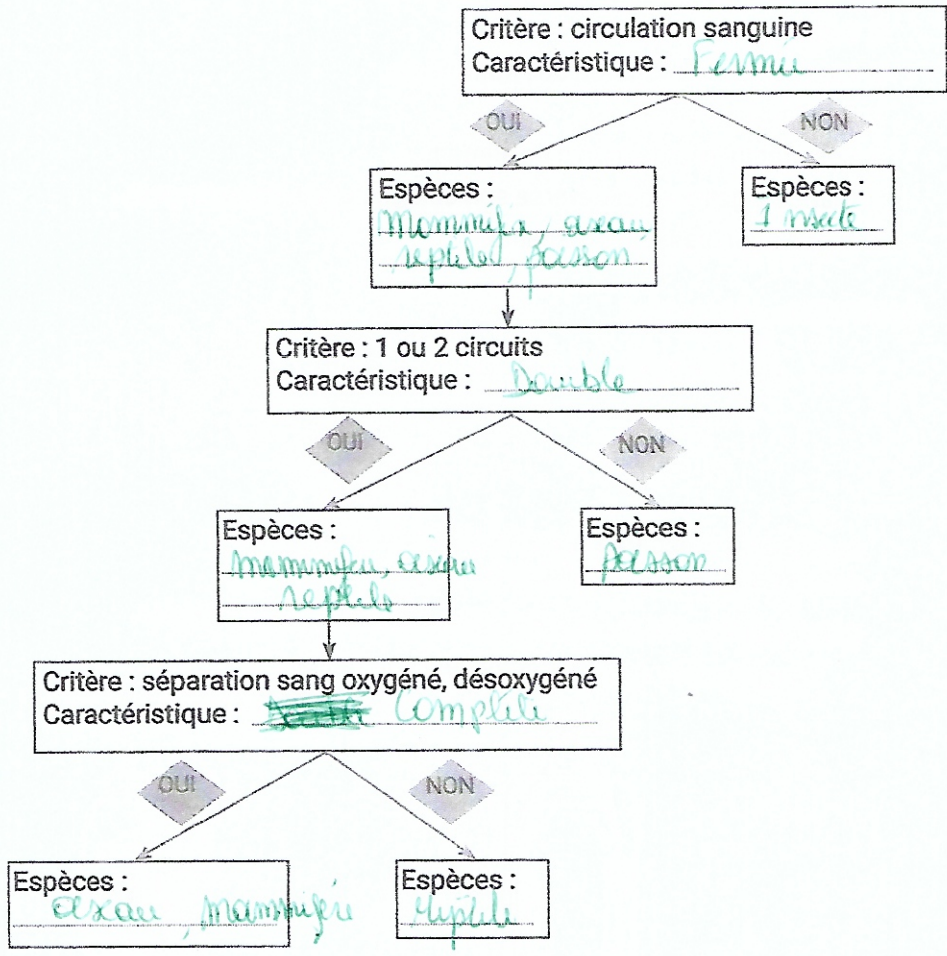 Critère : circulation sanguine
Caractéristique : Fermée
OUI
NON
Espèces :
Mammifère, oiseau
reptiles, poisson
Espèces :
Insecte
Critère : 1 ou 2 circuits
Caractéristique : Double
OUI
NON
Espèces :
mammifère, oiseau
reptile
Espèces :
poisson
Critère : séparation sang oxygéné, désoxygéné
Caractéristique : Complète
OUI
NON
Espèces :
oiseau, mammifère
Espèces :
reptile